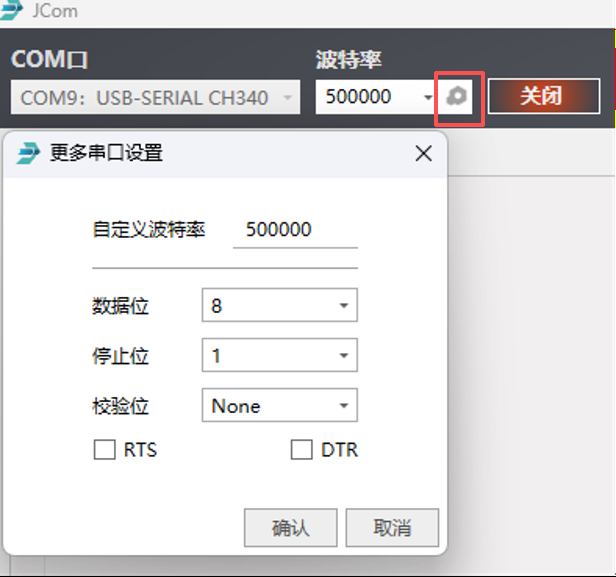 JCom
COM口 波特率
COM9：USB-SERIAL CH340 500000 关闭
更多串口设置
自定义波特率 500000
数据位 8
停止位 1
校验位 None
RTS DTR
确认 取消